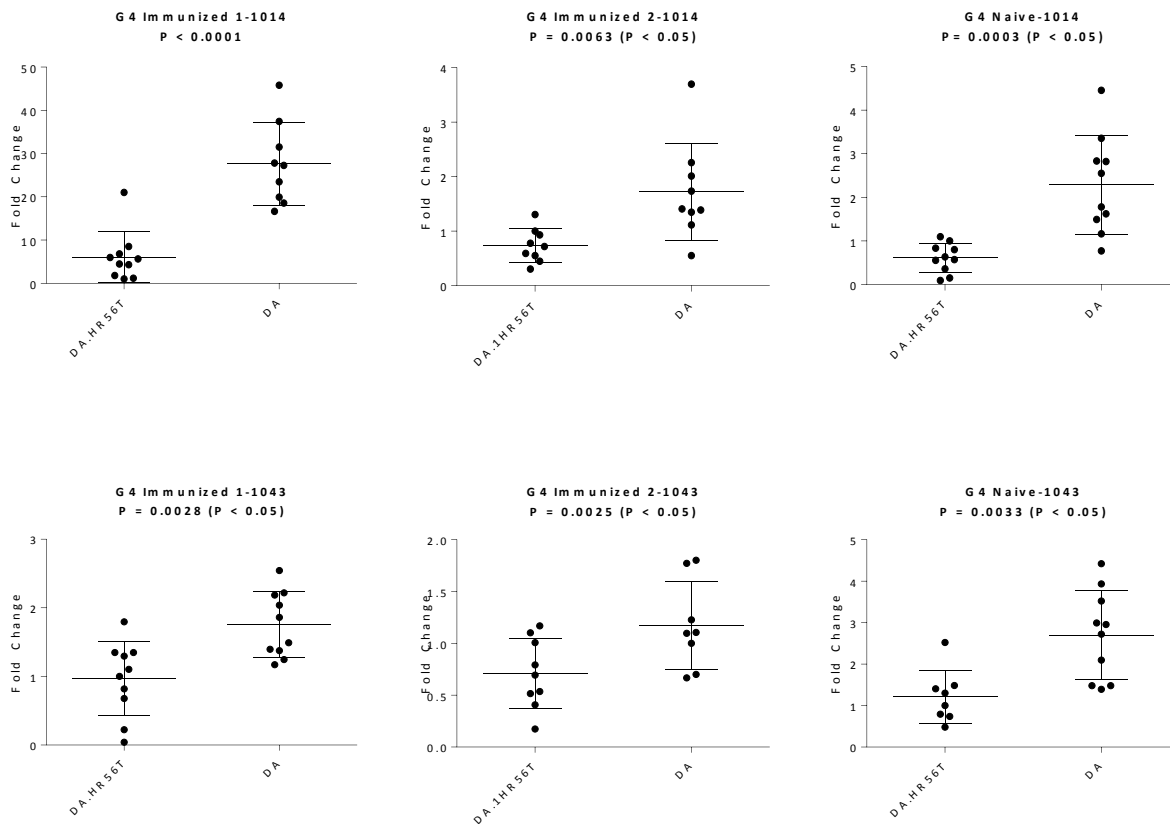 G4 Immunized 1-1014
P < 0.0001
50
40
30
20
10
0
Fold Change
DA.HR56T
DA
G4 Immunized 2-1014
P = 0.0063 (P < 0.05)
4
3
2
1
0
Fold Change
DA.1HR56T
DA
G4 Naive-1014
P = 0.0003 (P < 0.05)
5
4
3
2
1
0
Fold Change
DA.HR56T
DA
G4 Immunized 1-1043
P = 0.0028 (P < 0.05)
3
2
1
0
Fold Change
DA.HR56T
DA
G4 Immunized 2-1043
P = 0.0025 (P < 0.05)
2.0
1.5
1.0
0.5
0.0
Fold Change
DA.1HR56T
DA
G4 Naive-1043
P = 0.0033 (P < 0.05)
5
4
3
2
1
0
Fold Change
DA.HR56T
DA